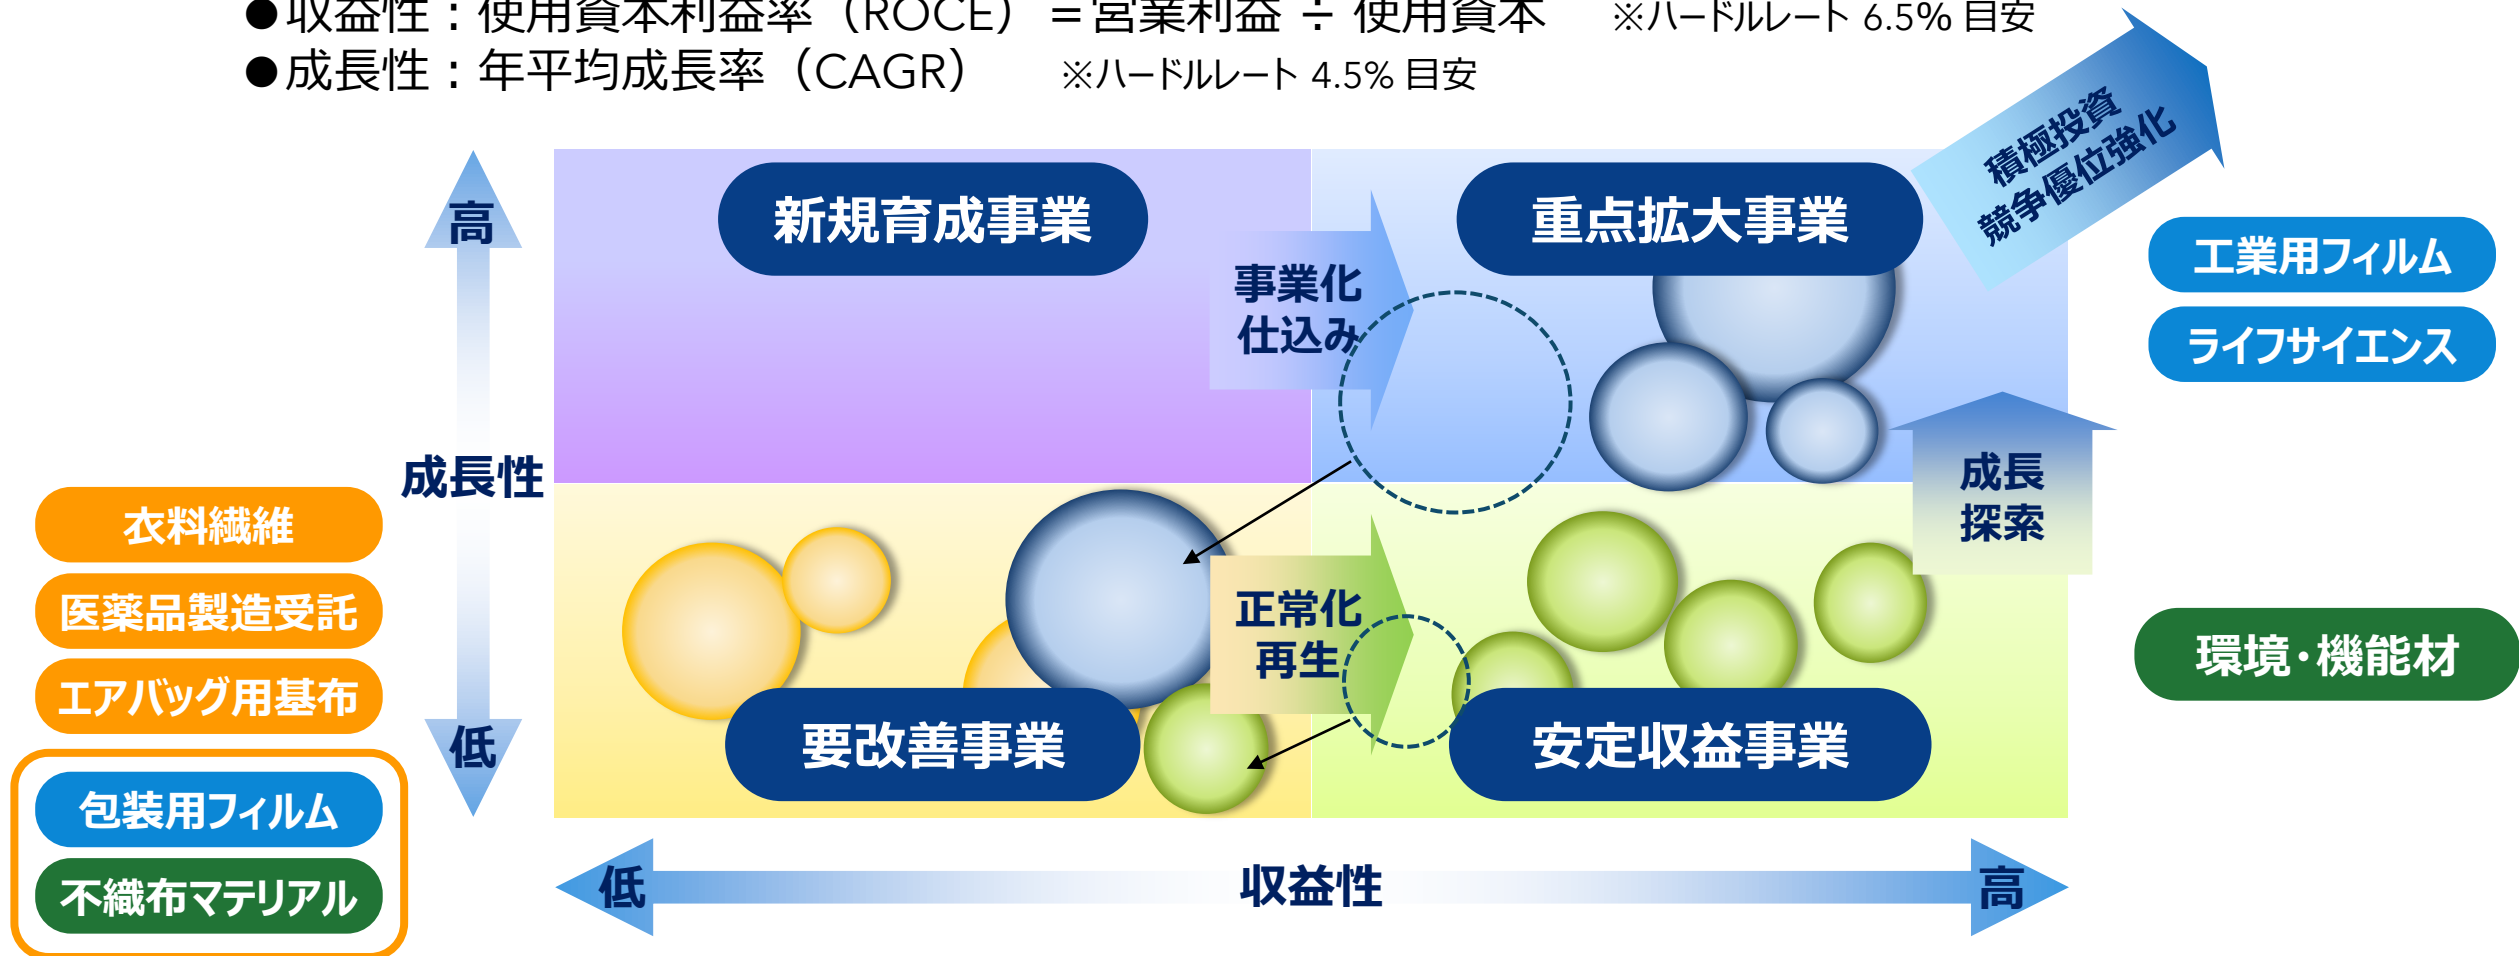 ●収益性：使用資本利益率（ROCE）＝営業利益 ÷ 使用資本　※ハードルレート 6.5% 目安
●成長性：年平均成長率（CAGR）　※ハードルレート 4.5% 目安
積極投資
競争優位強化
高
新規育成事業
重点拡大事業
工業用フィルム
事業化
仕込み
ライフサイエンス
成長性
成長
探索
衣料繊維
医薬品製造受託
正常化
再生
環境・機能材
エアバッグ用基布
低
要改善事業
安定収益事業
包装用フィルム
不織布マテリアル
低
収益性
高